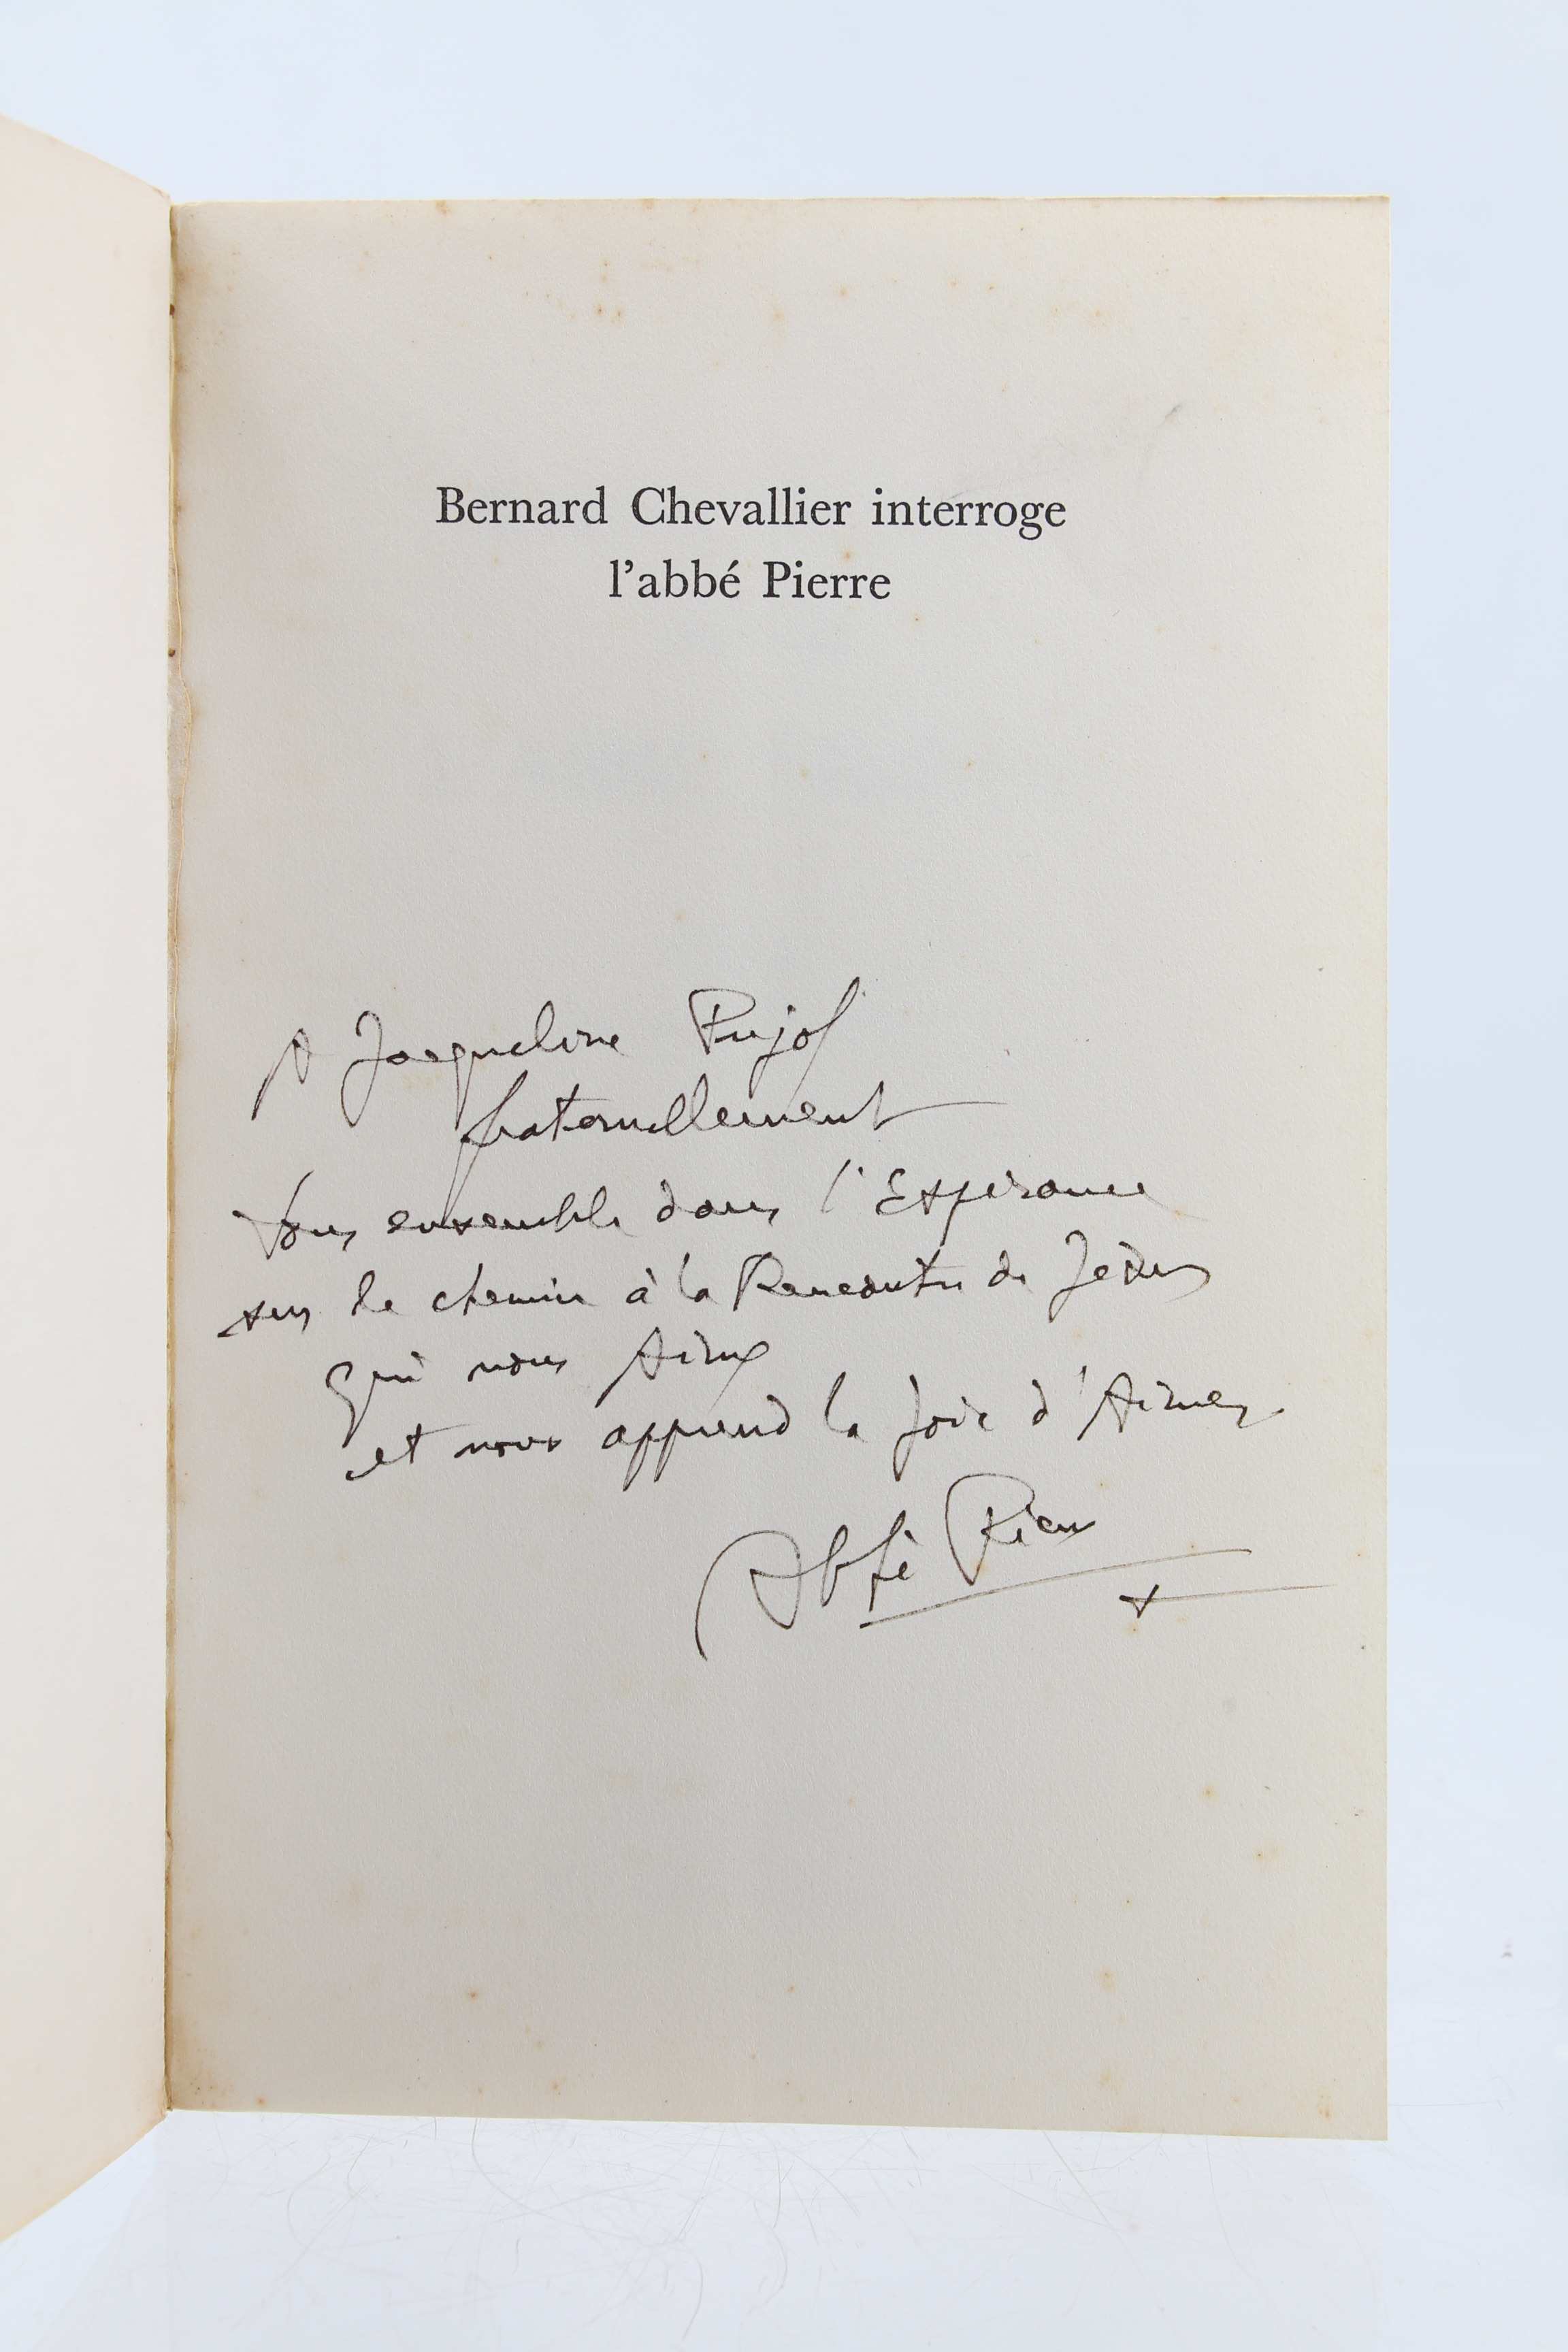 Bernard Chevallier interroge
l'abbé Pierre
A Jacqueline Pujol
fraternellement
Tous ensemble dans l'Espérance
sur le chemin à la Rencontre de Jésus
qui nous Aime
et nous apprend la joie d'Aimer
Abbé Pierre